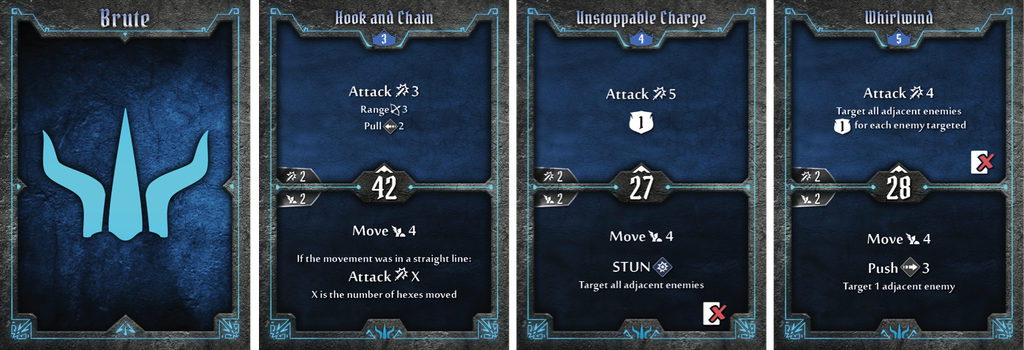 Brute
Hook and Chain
3
Attack 3
Range 3
Pull 2
2
42
2
Move 4
If the movement was in a straight line:
Attack X
X is the number of hexes moved
Unstoppable Charge
4
Attack 5
1
2
27
2
Move 4
STUN
Target all adjacent enemies
Whirlwind
5
Attack 4
Target all adjacent enemies
1 for each enemy targeted
2
28
2
Move 4
Push 3
Target 1 adjacent enemy